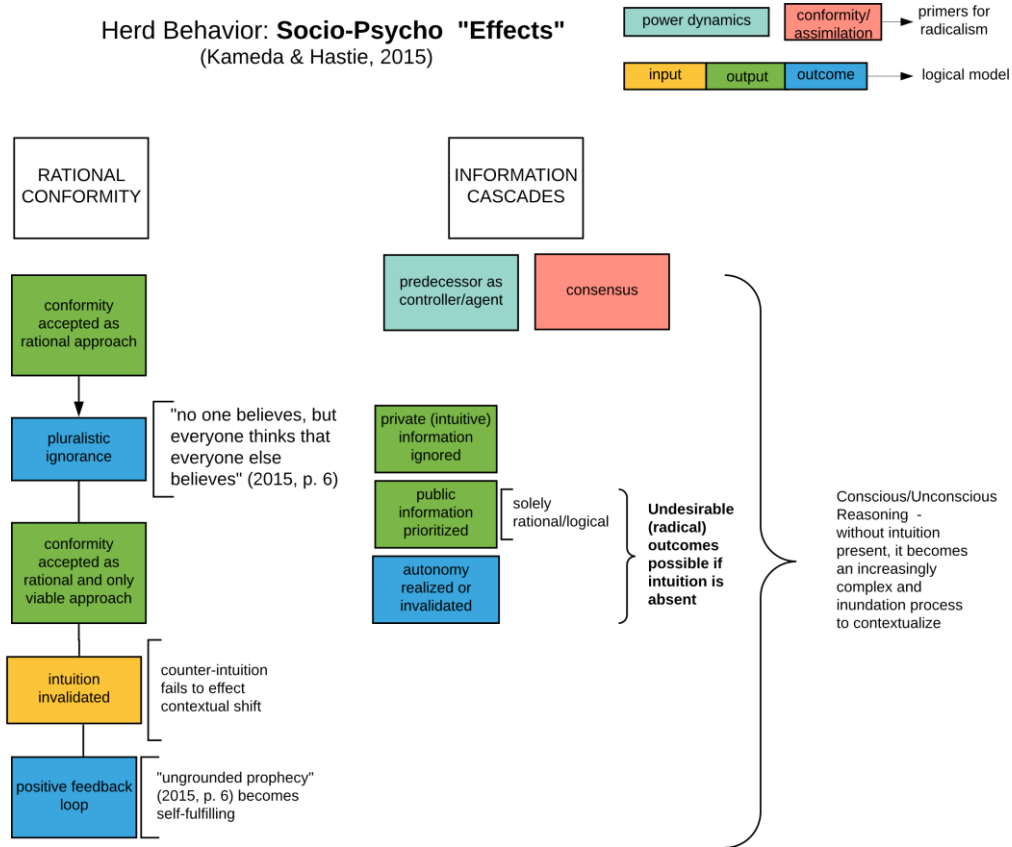 Herd Behavior: Socio-Psycho "Effects"
(Kameda & Hastie, 2015)
power dynamics
conformity/
assimilation
primers for
radicalism
input
output
outcome
logical model
RATIONAL
CONFORMITY
INFORMATION
CASCADES
conformity
accepted as
rational approach
predecessor as
controller/agent
consensus
pluralistic
ignorance
"no one believes, but
everyone thinks that
everyone else
believes" (2015, p. 6)
private (intuitive)
information
ignored
public
information
prioritized
solely
rational/logical
autonomy
realized or
invalidated
Undesirable
(radical)
outcomes
possible if
intuition is
absent
Conscious/Unconscious
Reasoning -
without intuition
present, it becomes
an increasingly
complex and
inundation process
to contextualize
conformity
accepted as
rational and only
viable approach
intuition
invalidated
counter-intuition
fails to effect
contextual shift
positive feedback
loop
"ungrounded prophecy"
(2015, p. 6) becomes
self-fulfilling